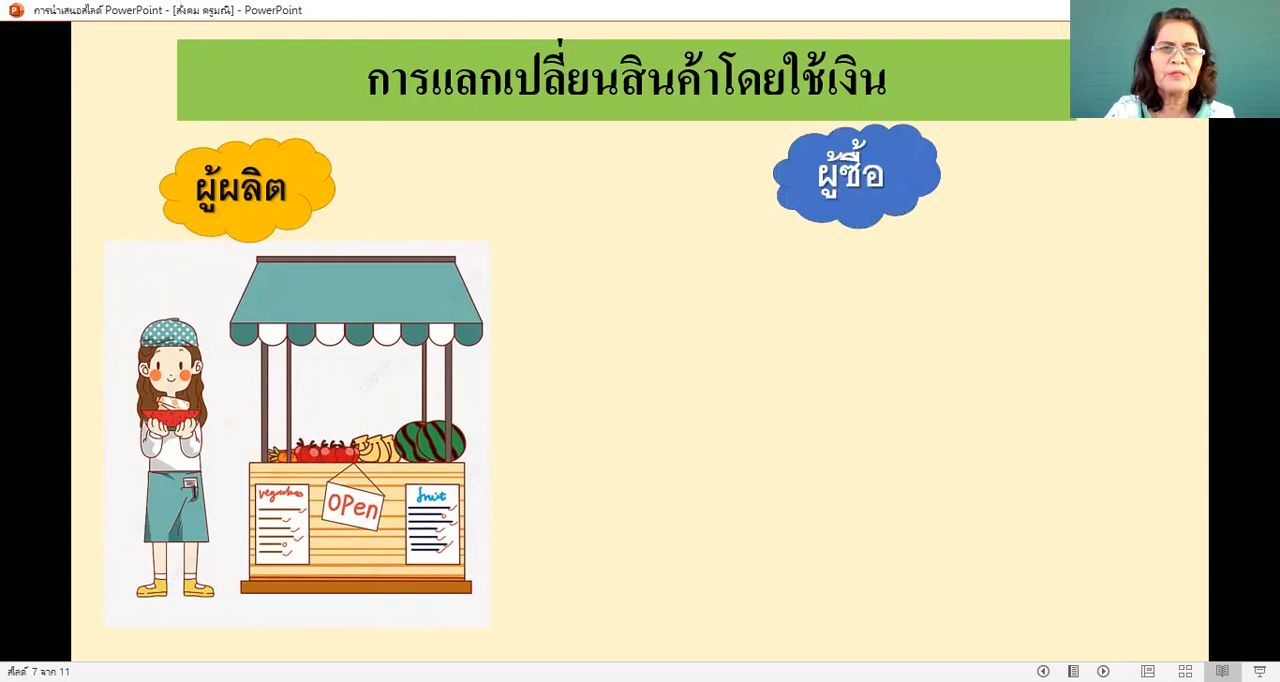 การนำเสนอสไลด์ PowerPoint - [สังคม ครูมณี] - PowerPoint
การแลกเปลี่ยนสินค้าโดยใช้เงิน
ผู้ผลิต
ผู้ซื้อ
OPen
fruit
สไลด์ 7 จาก 11